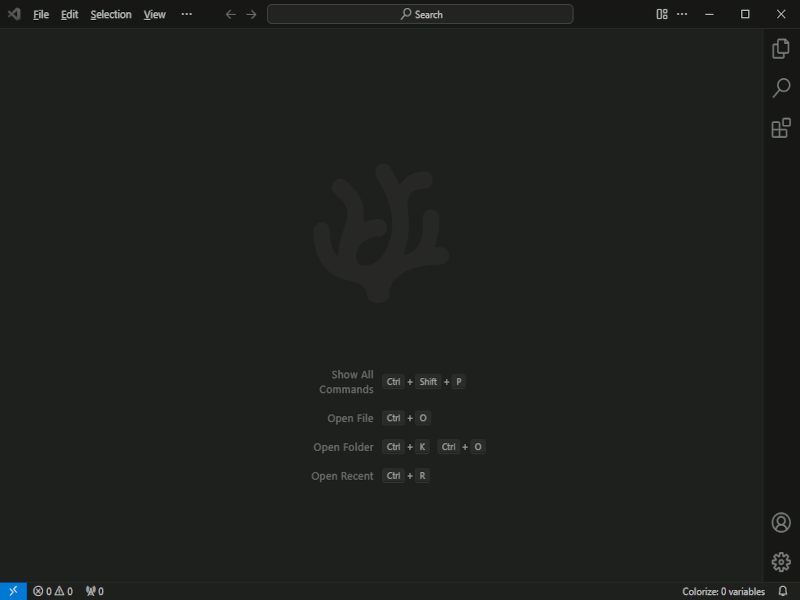 File Edit Selection View ··· Search ···
Show All Ctrl + Shift + P
Commands
Open File Ctrl + O
Open Folder Ctrl + K Ctrl + O
Open Recent Ctrl + R
0 0 0 Colorize: 0 variables